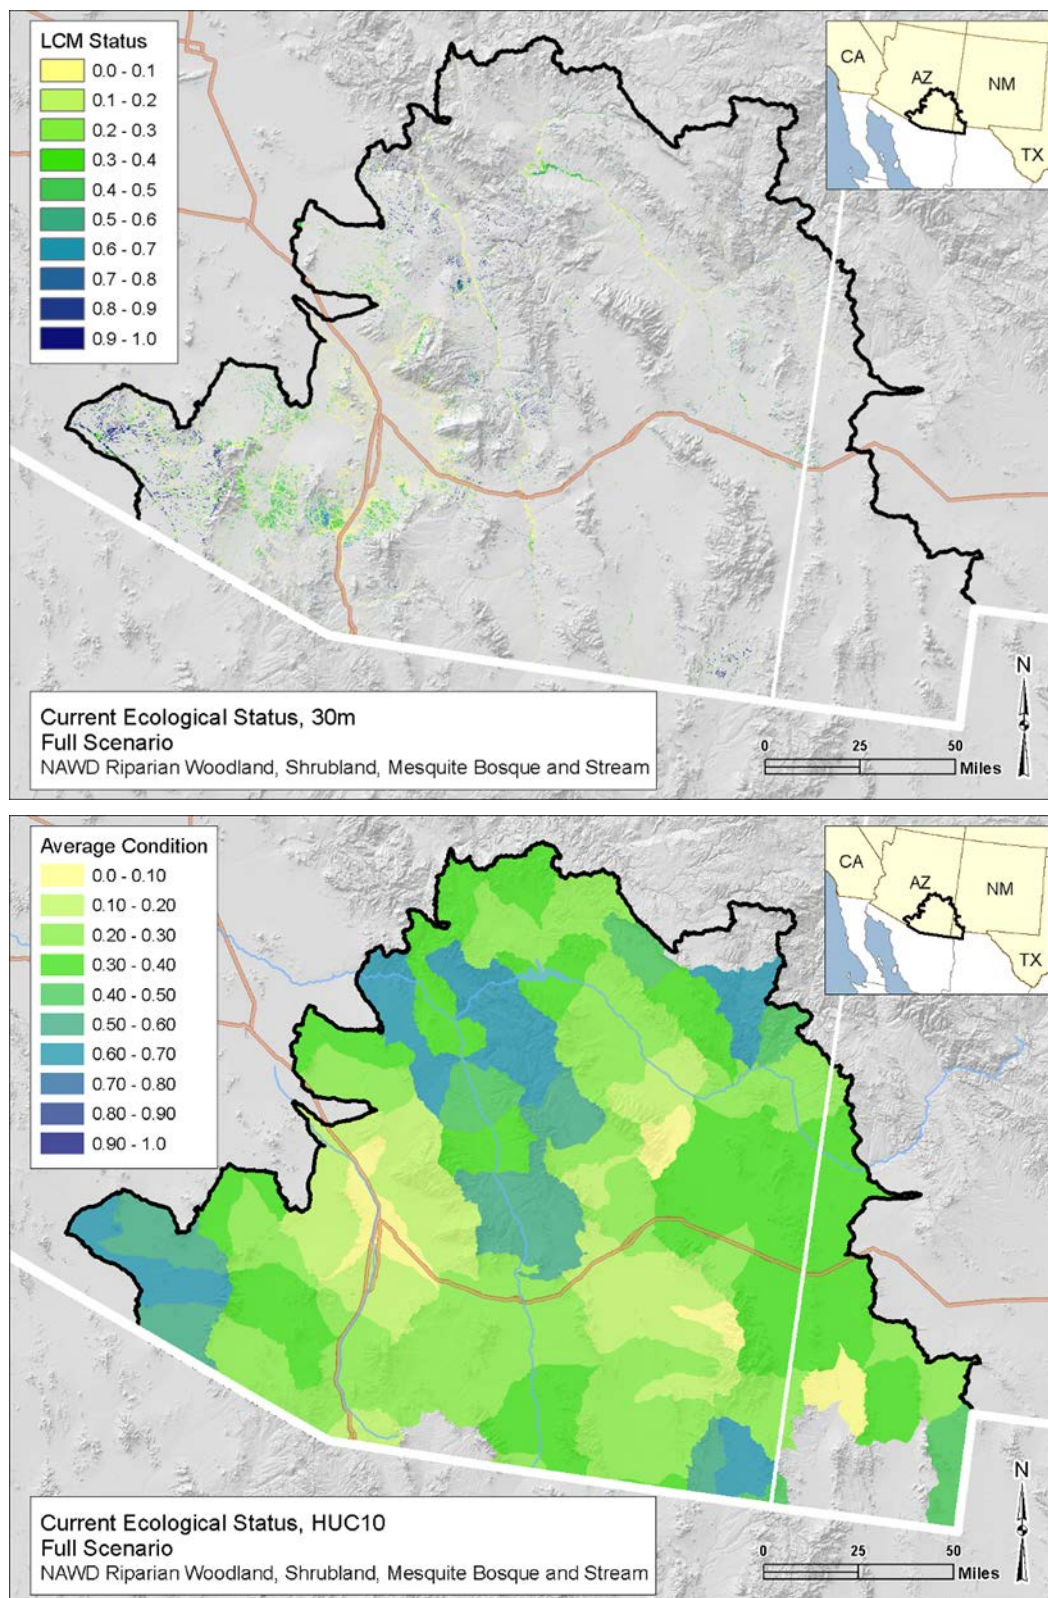 LCM Status
0.0 - 0.1
0.1 - 0.2
0.2 - 0.3
0.3 - 0.4
0.4 - 0.5
0.5 - 0.6
0.6 - 0.7
0.7 - 0.8
0.8 - 0.9
0.9 - 1.0
CA
AZ
NM
TX
N
Current Ecological Status, 30m
Full Scenario
NAWD Riparian Woodland, Shrubland, Mesquite Bosque and Stream
0 25 50
Miles
Average Condition
0.0 - 0.10
0.10 - 0.20
0.20 - 0.30
0.30 - 0.40
0.40 - 0.50
0.50 - 0.60
0.60 - 0.70
0.70 - 0.80
0.80 - 0.90
0.90 - 1.0
CA
AZ
NM
TX
N
Current Ecological Status, HUC10
Full Scenario
NAWD Riparian Woodland, Shrubland, Mesquite Bosque and Stream
0 25 50
Miles